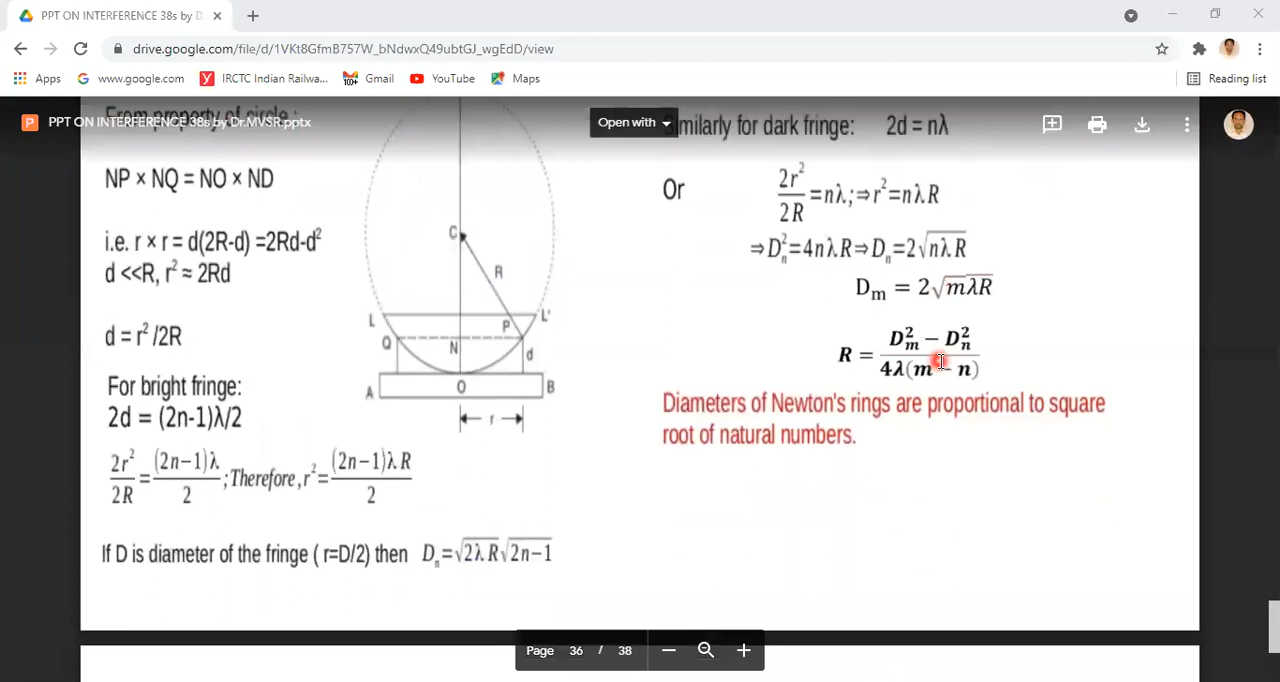 PPT ON INTERFERENCE 38s by D
drive.google.com/file/d/1VKt8GfmB757W_bNdwxQ49ubtGJ_wgEdD/view
Apps
www.google.com
IRCTC Indian Railwa...
Gmail
YouTube
Maps
Reading list
From property of circle :
PPT ON INTERFERENCE 38s by Dr.MVSR.pptx
Open with
NP × NQ = NO × ND
i.e. r × r = d(2R-d) =2Rd-d²
d <<R, r² ≈ 2Rd
d = r² /2R
For bright fringe:
2d = (2n-1)λ/2
2r²/2R = (2n−1)λ/2 ; Therefore, r² = (2n−1)λ R/2
If D is diameter of the fringe ( r=D/2) then Dₙ=√2λ R√2n−1
C
R
L
L'
P
Q
N
d
A
O
B
r
Similarly for dark fringe: 2d = nλ
Or 2r²/2R =nλ;⇒r²=nλR
⇒Dₙ²=4nλR⇒Dₙ=2√nλR
Dₘ = 2√mλR
R = Dₘ² − Dₙ² / 4λ(m − n)
Diameters of Newton's rings are proportional to square
root of natural numbers.
Page 36 / 38